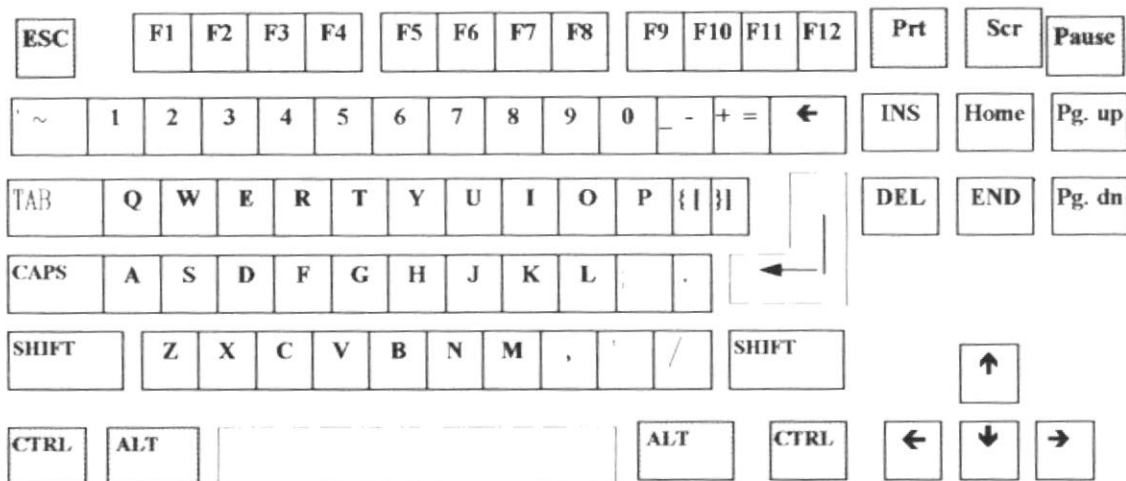 ESC F1 F2 F3 F4 F5 F6 F7 F8 F9 F10 F11 F12 Prt Scr Pause
` ~ 1 2 3 4 5 6 7 8 9 0 _ - + = ← INS Home Pg. up
TAB Q W E R T Y U I O P { [ } ] DEL END Pg. dn
CAPS A S D F G H J K L ←
SHIFT Z X C V B N M , / SHIFT ↑
CTRL ALT ALT CTRL ← ↓ →